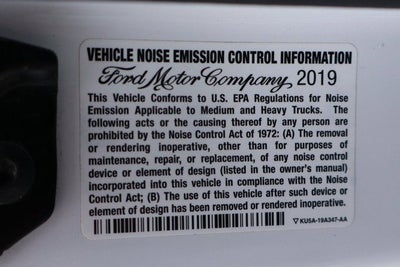 VEHICLE NOISE EMISSION CONTROL INFORMATION
Ford Motor Company 2019
This Vehicle Conforms to U.S. EPA Regulations for Noise
Emission Applicable to Medium and Heavy Trucks. The
following acts or the causing thereof by any person are
prohibited by the Noise Control Act of 1972: (A) The removal
or rendering inoperative, other than for purposes of
maintenance, repair, or replacement, of any noise control
device or element of design (listed in the owner's manual)
incorporated into this vehicle in compliance with the Noise
Control Act; (B) The use of this vehicle after such device or
element of design has been removed or rendered inoperative.
KU5A-19A347-AA